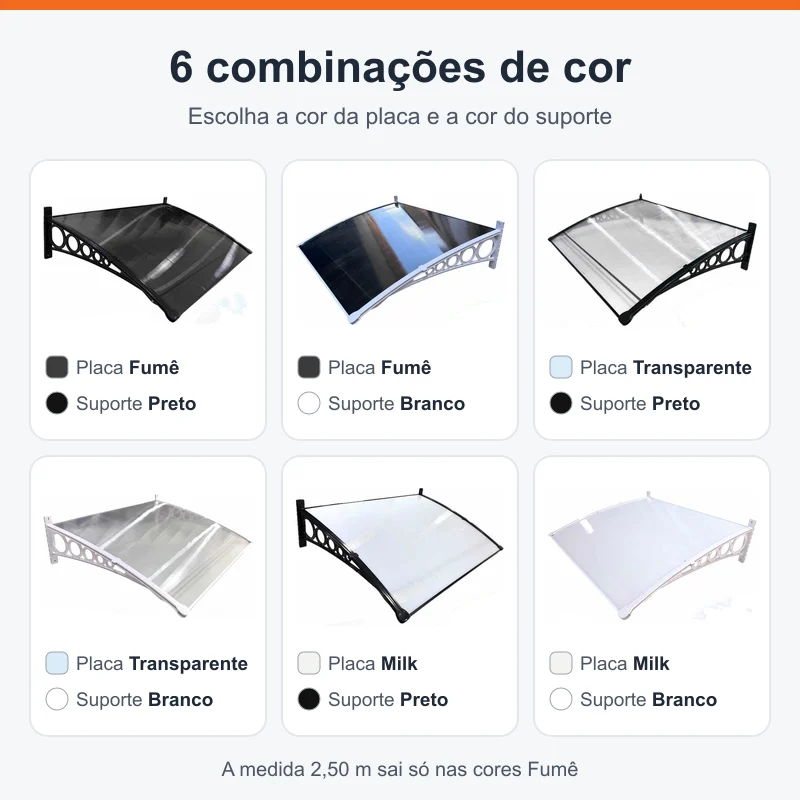 6 combinações de cor
Escolha a cor da placa e a cor do suporte
Placa Fumê
Suporte Preto
Placa Fumê
Suporte Branco
Placa Transparente
Suporte Preto
Placa Transparente
Suporte Branco
Placa Milk
Suporte Preto
Placa Milk
Suporte Branco
A medida 2,50 m sai só nas cores Fumê